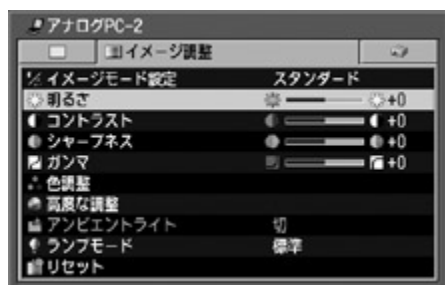 アナログPC-2
イメージ調整
イメージモード設定 スタンダード
明るさ +0
コントラスト +0
シャープネス +0
ガンマ +0
色調整
高度な調整
アンビエントライト 切
ランプモード 標準
リセット